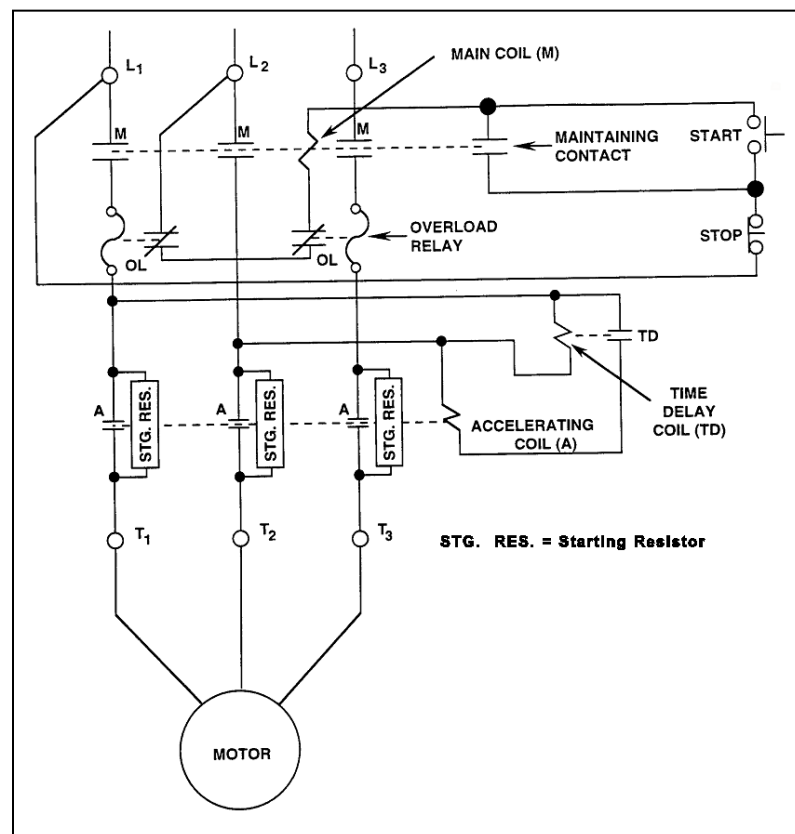 L1
L2
L3
MAIN COIL (M)
M
M
M
MAINTAINING
CONTACT
START
OVERLOAD
RELAY
STOP
OL
OL
TD
A
STG. RES.
A
STG. RES.
A
STG. RES.
ACCELERATING
COIL (A)
TIME
DELAY
COIL (TD)
T1
T2
T3
STG. RES. = Starting Resistor
MOTOR